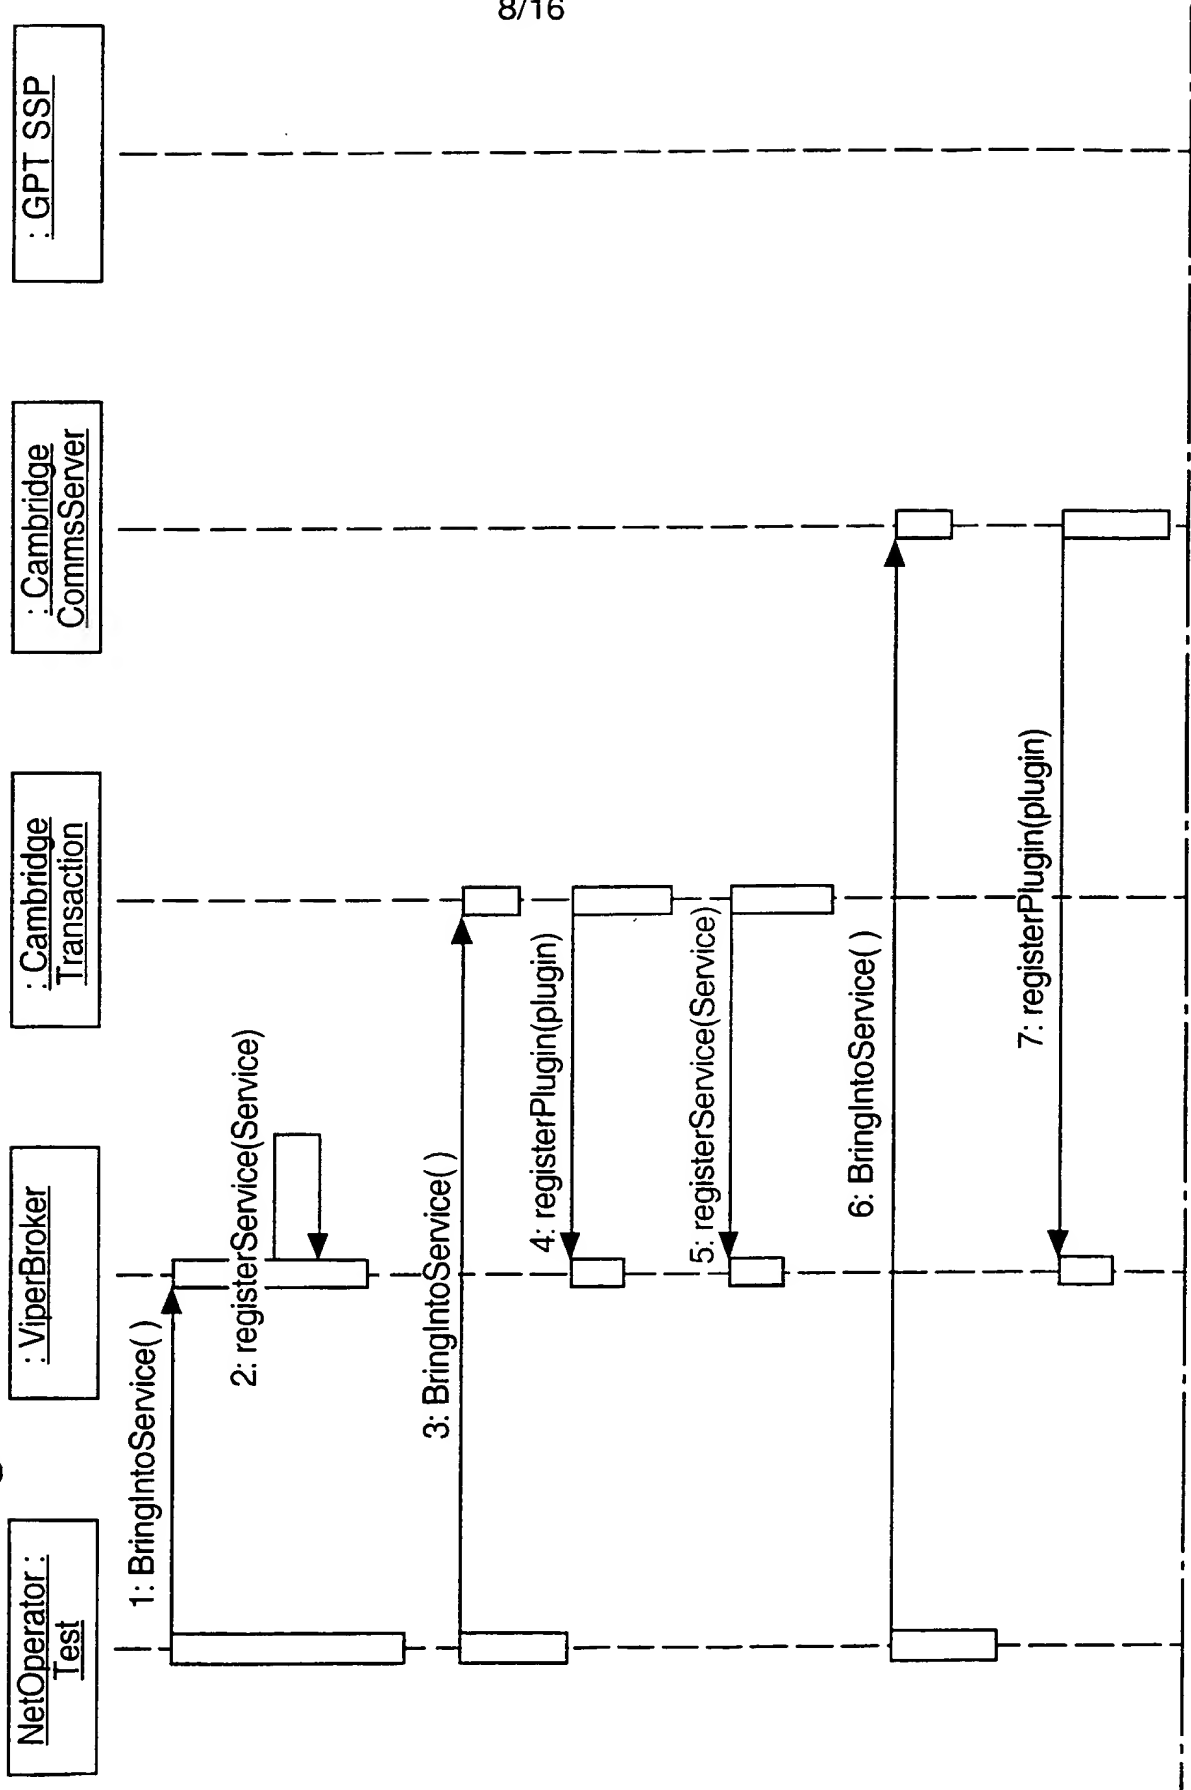 8/16
NetOperator :
Test
: ViperBroker
: Cambridge
Transaction
: Cambridge
CommsServer
: GPT SSP
1: BringIntoService( )
2: registerService(Service)
3: BringIntoService( )
4: registerPlugin(plugin)
5: registerService(Service)
6: BringIntoService( )
7: registerPlugin(plugin)